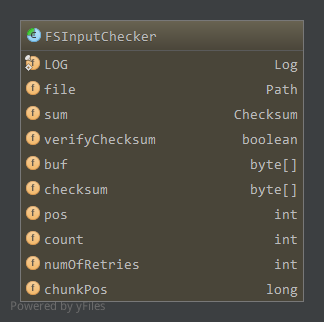 FSInputChecker
LOG Log
file Path
sum Checksum
verifyChecksum boolean
buf byte[]
checksum byte[]
pos int
count int
numOfRetries int
chunkPos long
Powered by yFiles